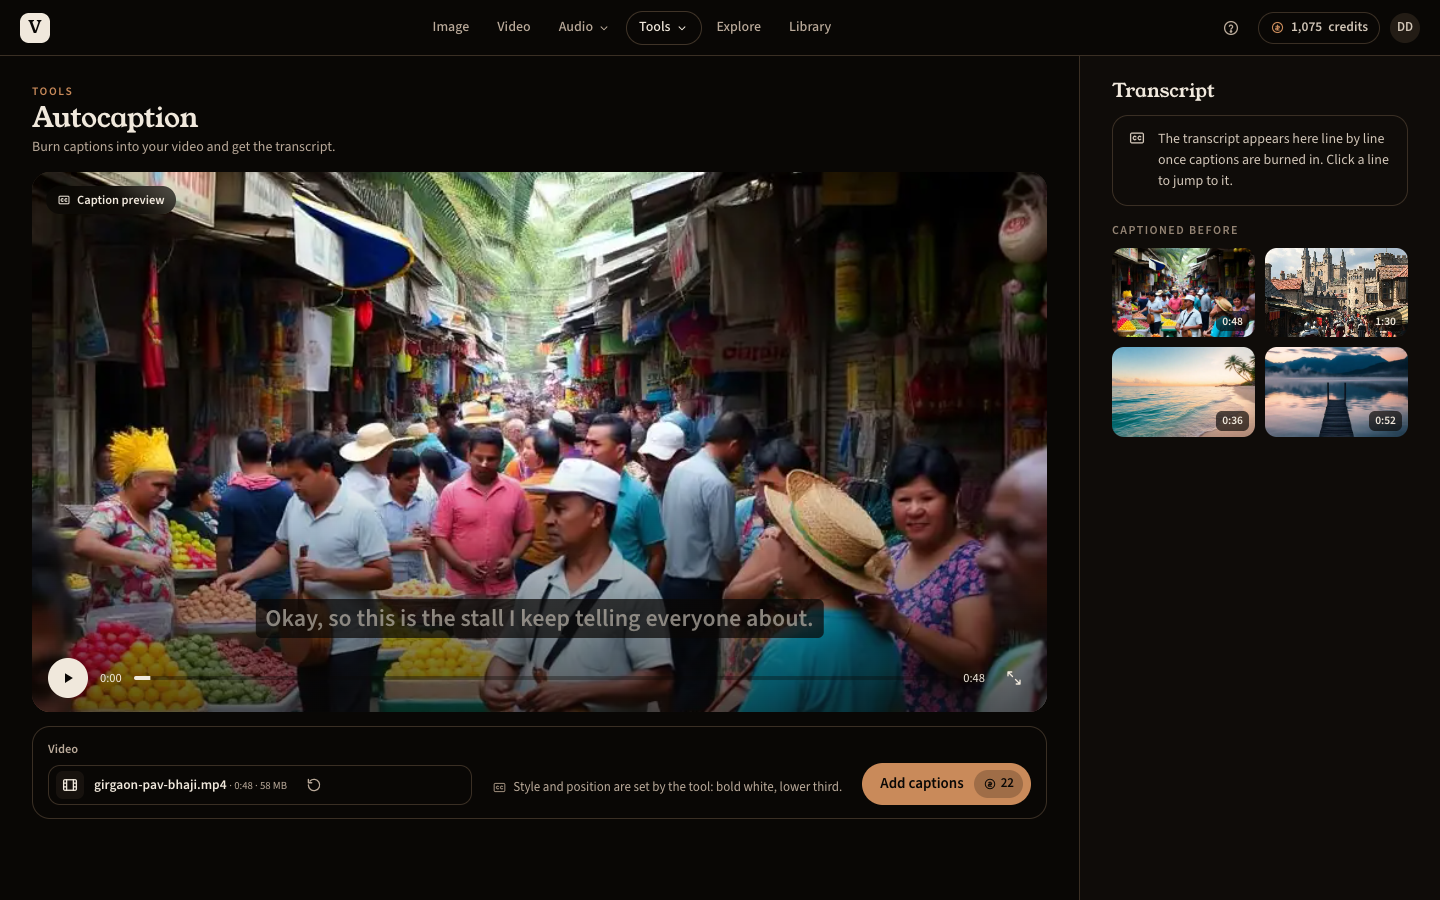 V
Image
Video
Audio
Tools
Explore
Library
1,075 credits
DD
TOOLS
Autocaption
Burn captions into your video and get the transcript.
Caption preview
Okay, so this is the stall I keep telling everyone about.
0:00
0:48
Video
girgaon-pav-bhaji.mp4 · 0:48 · 58 MB
Style and position are set by the tool: bold white, lower third.
Add captions
22
Transcript
The transcript appears here line by line
once captions are burned in. Click a line
to jump to it.
CAPTIONED BEFORE
0:48
1:30
0:36
0:52